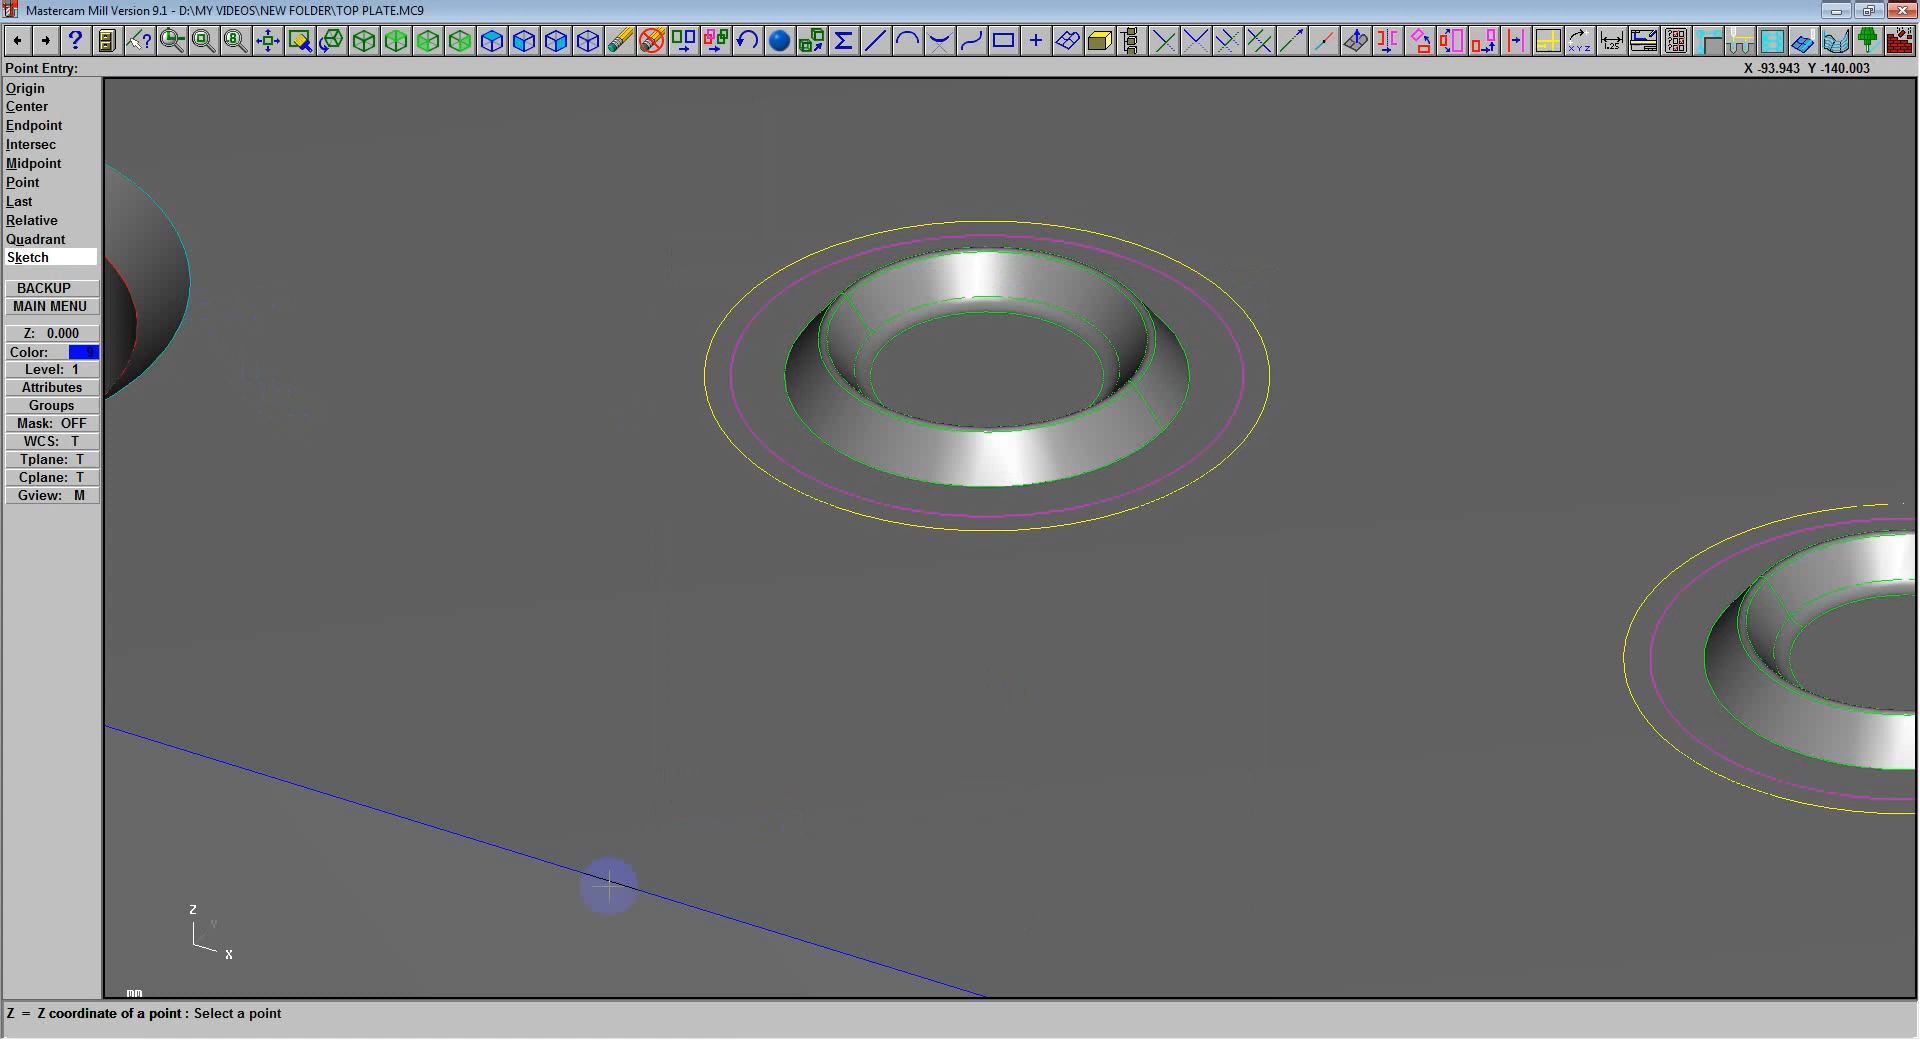 Mastercam Mill Version 9.1 - D:\MY VIDEOS\NEW FOLDER\TOP PLATE.MC9
Point Entry:
X -93.943 Y -140.003
Origin
Center
Endpoint
Intersec
Midpoint
Point
Last
Relative
Quadrant
Sketch
BACKUP
MAIN MENU
Z: 0.000
Color: 9
Level: 1
Attributes
Groups
Mask: OFF
WCS: T
Tplane: T
Cplane: T
Gview: M
Z
Y
X
mm
Z = Z coordinate of a point : Select a point